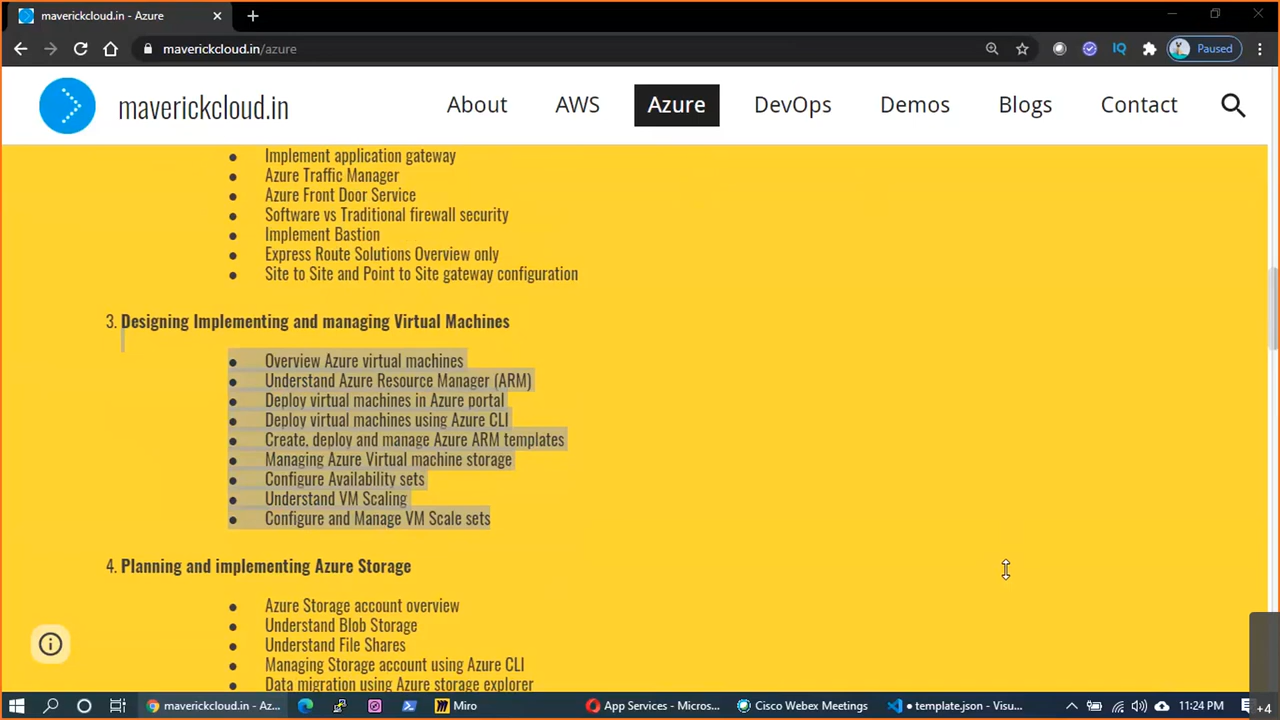 maverickcloud.in - Azure
maverickcloud.in/azure
IQ
Paused
maverickcloud.in
About
AWS
Azure
DevOps
Demos
Blogs
Contact
● Implement application gateway
● Azure Traffic Manager
● Azure Front Door Service
● Software vs Traditional firewall security
● Implement Bastion
● Express Route Solutions Overview only
● Site to Site and Point to Site gateway configuration
3. Designing Implementing and managing Virtual Machines
● Overview Azure virtual machines
● Understand Azure Resource Manager (ARM)
● Deploy virtual machines in Azure portal
● Deploy virtual machines using Azure CLI
● Create, deploy and manage Azure ARM templates
● Managing Azure Virtual machine storage
● Configure Availability sets
● Understand VM Scaling
● Configure and Manage VM Scale sets
4. Planning and implementing Azure Storage
● Azure Storage account overview
● Understand Blob Storage
● Understand File Shares
● Managing Storage account using Azure CLI
● Data migration using Azure storage explorer
maverickcloud.in - Az...
Miro
App Services - Micros...
Cisco Webex Meetings
● template.json - Visu...
11:24 PM
+4